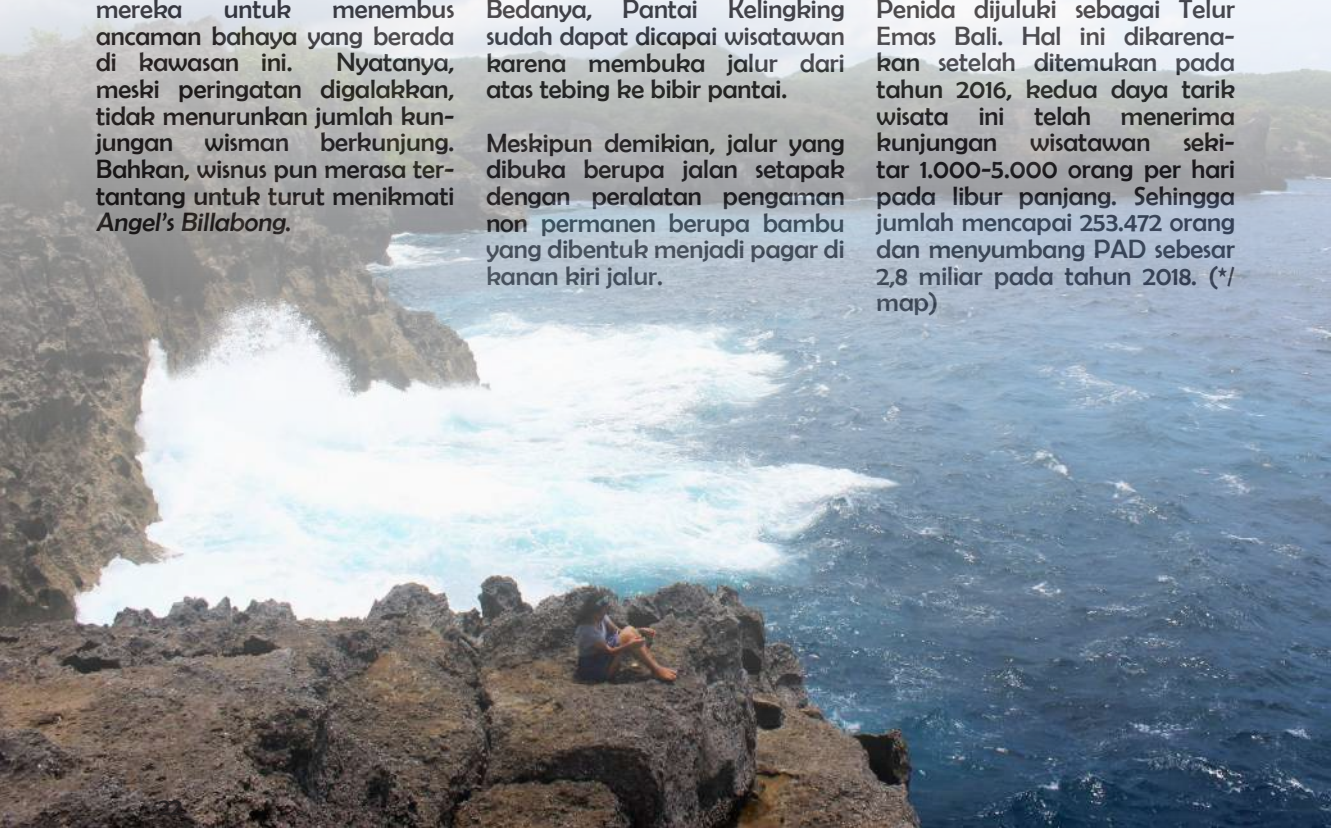 mereka untuk menembus
ancaman bahaya yang berada
di kawasan ini. Nyatanya,
meski peringatan digalakkan,
tidak menurunkan jumlah kun-
jungan wisman berkunjung.
Bahkan, wisnus pun merasa ter-
tantang untuk turut menikmati
Angel's Billabong.
Bedanya, Pantai Kelingking
sudah dapat dicapai wisatawan
karena membuka jalur dari
atas tebing ke bibir pantai.
Meskipun demikian, jalur yang
dibuka berupa jalan setapak
dengan peralatan pengaman
non permanen berupa bambu
yang dibentuk menjadi pagar di
kanan kiri jalur.
Penida dijuluki sebagai Telur
Emas Bali. Hal ini dikarena-
kan setelah ditemukan pada
tahun 2016, kedua daya tarik
wisata ini telah menerima
kunjungan wisatawan seki-
tar 1.000-5.000 orang per hari
pada libur panjang. Sehingga
jumlah mencapai 253.472 orang
dan menyumbang PAD sebesar
2,8 miliar pada tahun 2018. (*/
map)